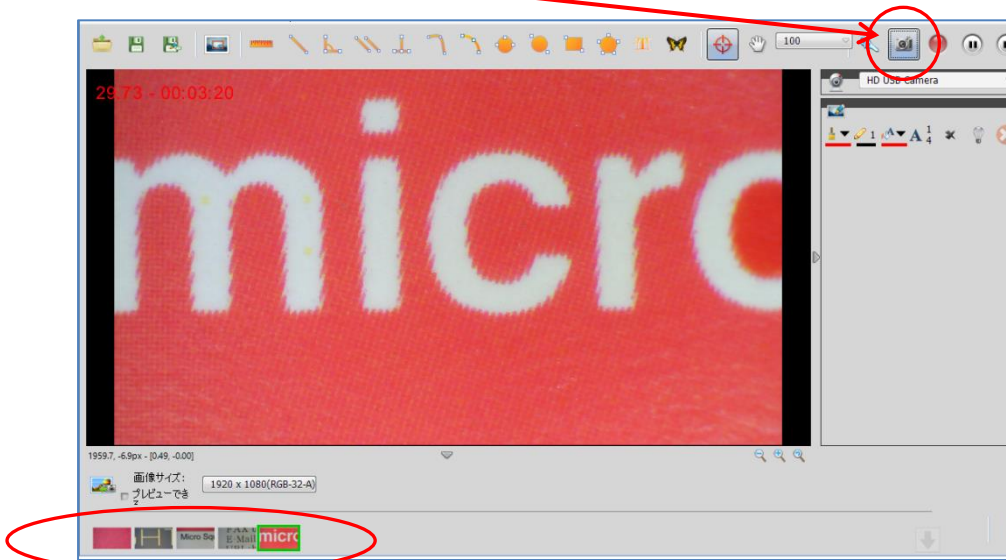 100
29.73 - 00:03:20
HD USB Camera
1
A 1
4
micro
1959.7, -6.9px - [0.49, -0.00]
画像サイズ:
1920 x 1080(RGB-32-A)
プレビューでき
Micro Sq
FAX
E-Mail
micro